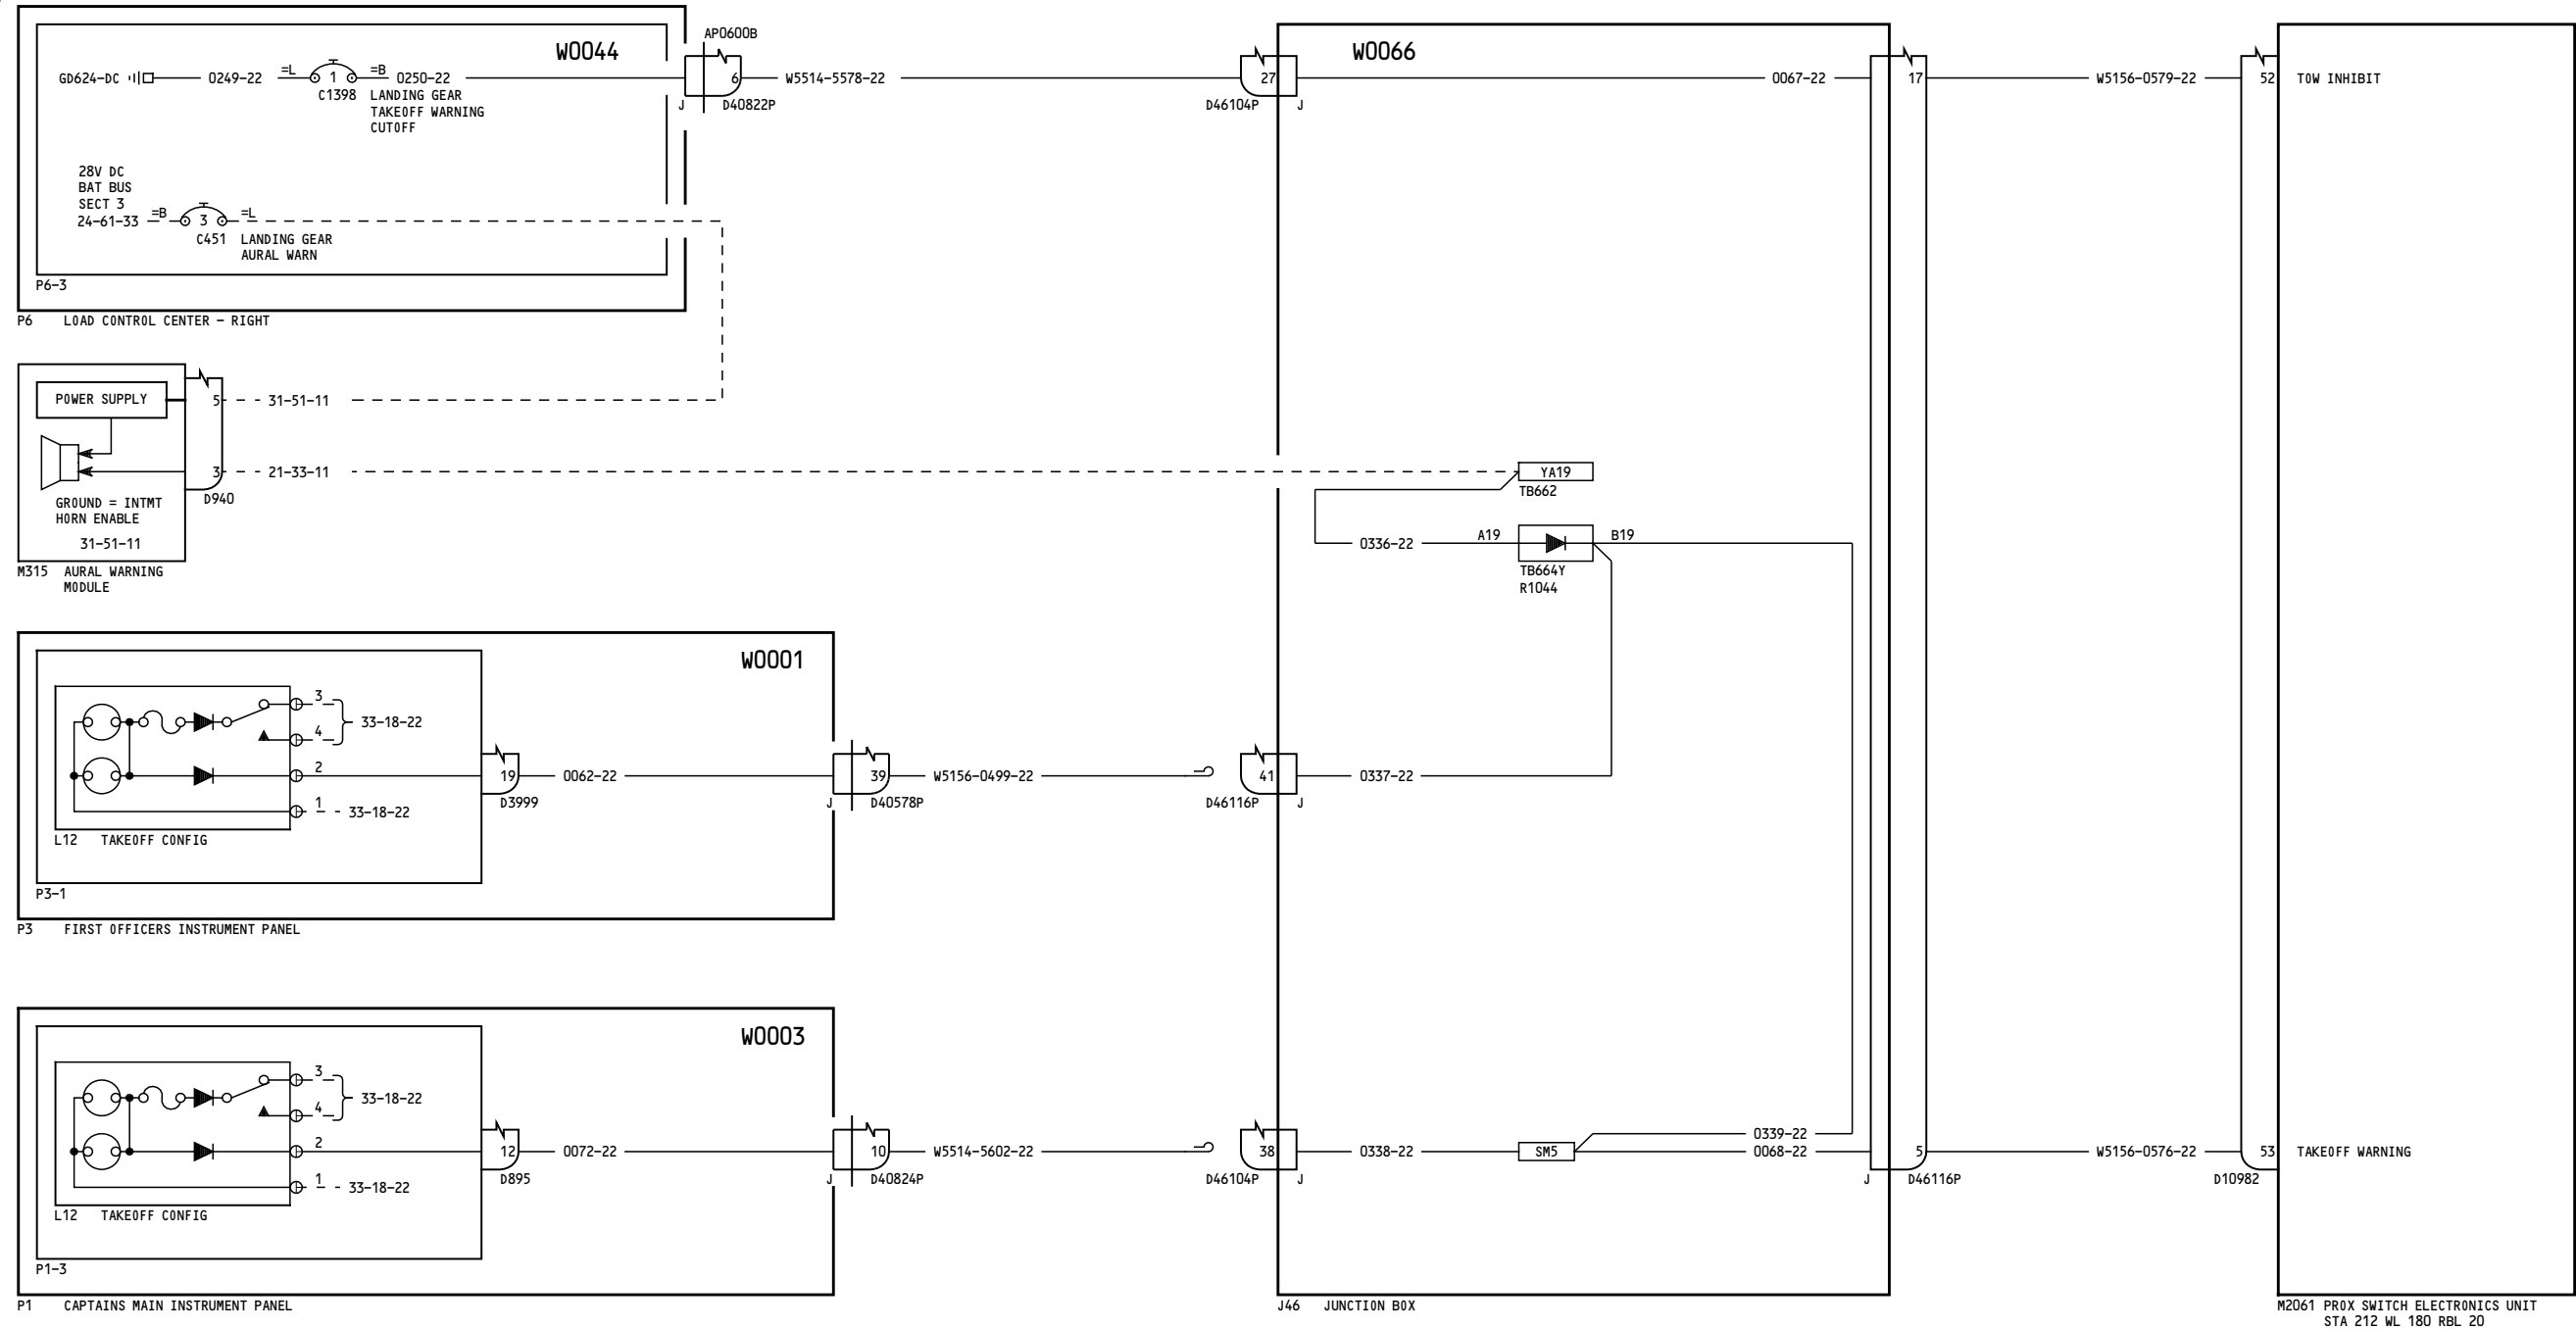 W0044
AP0600B
W0066
GD624-DC
0249-22
=L
1
=B
0250-22
6
W5514-5578-22
27
0067-22
17
W5156-0579-22
52
TOW INHIBIT
C1398
LANDING GEAR
TAKEOFF WARNING
CUTOFF
J
D40822P
D46104P
J
28V DC
BAT BUS
SECT 3
24-61-33
=B
3
=L
C451
LANDING GEAR
AURAL WARN
P6-3
P6
LOAD CONTROL CENTER - RIGHT
POWER SUPPLY
5
31-51-11
3
21-33-11
YA19
TB662
D940
GROUND = INTMT
HORN ENABLE
31-51-11
M315
AURAL WARNING
MODULE
0336-22
A19
B19
TB664Y
R1044
W0001
3
4
33-18-22
2
19
0062-22
39
W5156-0499-22
41
0337-22
1
33-18-22
D3999
J
D40578P
D46116P
J
L12
TAKEOFF CONFIG
P3-1
P3
FIRST OFFICERS INSTRUMENT PANEL
W0003
3
4
33-18-22
2
12
0072-22
10
W5514-5602-22
38
0338-22
SM5
0339-22
0068-22
5
W5156-0576-22
53
TAKEOFF WARNING
1
33-18-22
D895
J
D40824P
D46104P
J
J
D46116P
D10982
L12
TAKEOFF CONFIG
P1-3
P1
CAPTAINS MAIN INSTRUMENT PANEL
J46
JUNCTION BOX
M2061 PROX SWITCH ELECTRONICS UNIT
STA 212 WL 180 RBL 20